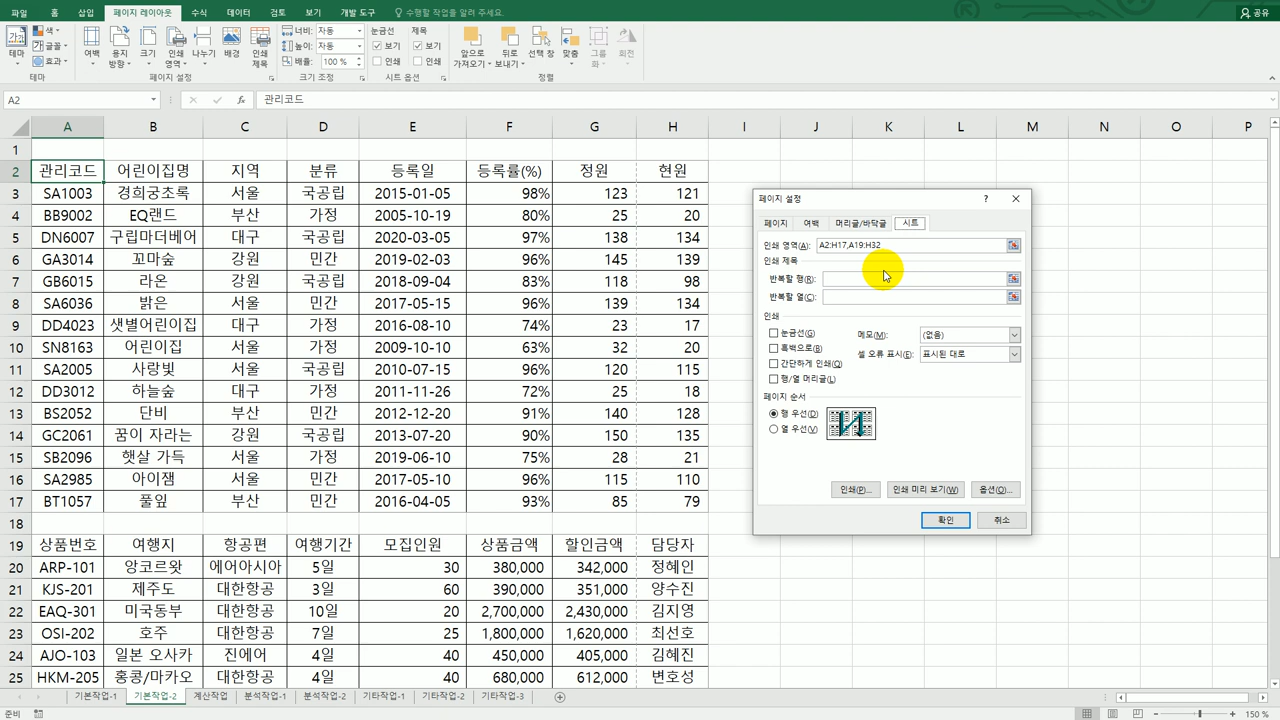 파일 홈 삽입 페이지 레이아웃 수식 데이터 검토 보기 개발 도구 수행할 작업을 알려 주세요. 공유
색 너비: 자동 눈금선 제목
글꼴 높이: 자동 보기 보기
효과 배율: 100 % 인쇄 인쇄
테마 여백 용지 방향 크기 인쇄 영역 나누기 배경 인쇄 제목 앞으로 가져오기 뒤로 보내기 선택 창 맞춤 그룹화 회전
테마 페이지 설정 크기 조정 시트 옵션 정렬
A2 fx 관리코드
A B C D E F G H I J K L M N O P
1
2 관리코드 어린이집명 지역 분류 등록일 등록률(%) 정원 현원
3 SA1003 경희궁초록 서울 국공립 2015-01-05 98% 123 121
4 BB9002 EQ랜드 부산 가정 2005-10-19 80% 25 20
5 DN6007 구립마더베어 대구 국공립 2020-03-05 97% 138 134
6 GA3014 꼬마숲 강원 민간 2019-02-03 96% 145 139
7 GB6015 라온 강원 국공립 2018-09-04 83% 118 98
8 SA6036 밝은 서울 민간 2017-05-15 96% 139 134
9 DD4023 샛별어린이집 대구 가정 2016-08-10 74% 23 17
10 SN8163 어린이집 서울 가정 2009-10-10 63% 32 20
11 SA2005 사랑빛 서울 국공립 2010-07-15 96% 120 115
12 DD3012 하늘숲 대구 가정 2011-11-26 72% 25 18
13 BS2052 단비 부산 민간 2012-12-20 91% 140 128
14 GC2061 꿈이 자라는 강원 국공립 2013-07-20 90% 150 135
15 SB2096 햇살 가득 서울 가정 2019-06-10 75% 28 21
16 SA2985 아이잼 서울 민간 2017-05-10 96% 115 110
17 BT1057 풀잎 부산 민간 2016-04-05 93% 85 79
18
19 상품번호 여행지 항공편 여행기간 모집인원 상품금액 할인금액 담당자
20 ARP-101 앙코르왓 에어아시아 5일 30 380,000 342,000 정혜인
21 KJS-201 제주도 대한항공 3일 60 390,000 351,000 양수진
22 EAQ-301 미국동부 대한항공 10일 20 2,700,000 2,430,000 김지영
23 OSI-202 호주 대한항공 7일 25 1,800,000 1,620,000 최선호
24 AJO-103 일본 오사카 진에어 4일 40 450,000 405,000 김혜진
25 HKM-205 홍콩/마카오 대한항공 4일 40 680,000 612,000 변호성
페이지 설정 ?
페이지 여백 머리글/바닥글 시트
인쇄 영역(A): A2:H17,A19:H32
인쇄 제목
반복할 행(R):
반복할 열(C):
인쇄
눈금선(G) 메모(M): (없음)
흑백으로(B) 셀 오류 표시(E): 표시된 대로
간단하게 인쇄(Q)
행/열 머리글(L)
페이지 순서
행 우선(D)
열 우선(V)
인쇄(P)... 인쇄 미리 보기(W) 옵션(O)...
확인 취소
기본작업-1 기본작업-2 계산작업 분석작업-1 분석작업-2 기타작업-1 기타작업-2 기타작업-3
준비 150 %